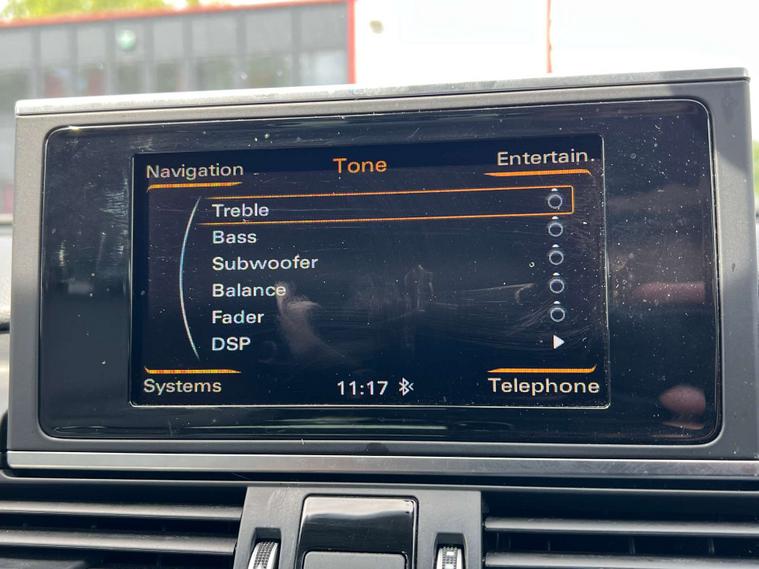 Navigation
Tone
Entertain.
Treble
Bass
Subwoofer
Balance
Fader
DSP
Systems
11:17
Telephone